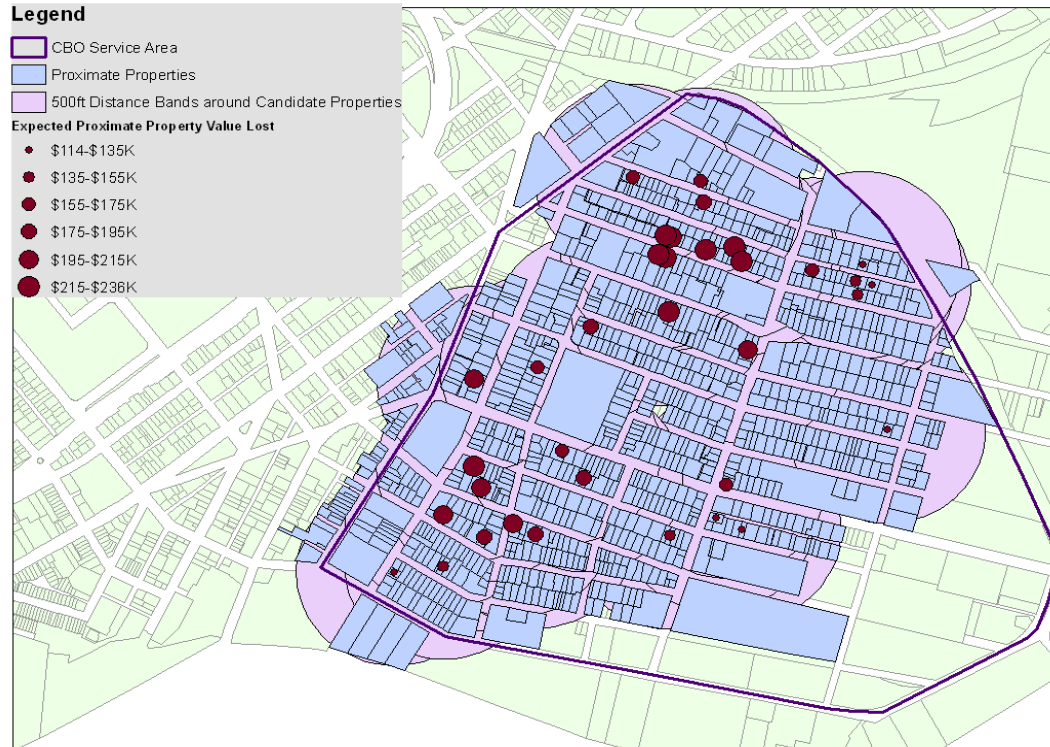 Legend
CBO Service Area
Proximate Properties
500ft Distance Bands around Candidate Properties
Expected Proximate Property Value Lost
$114-$135K
$135-$155K
$155-$175K
$175-$195K
$195-$215K
$215-$236K